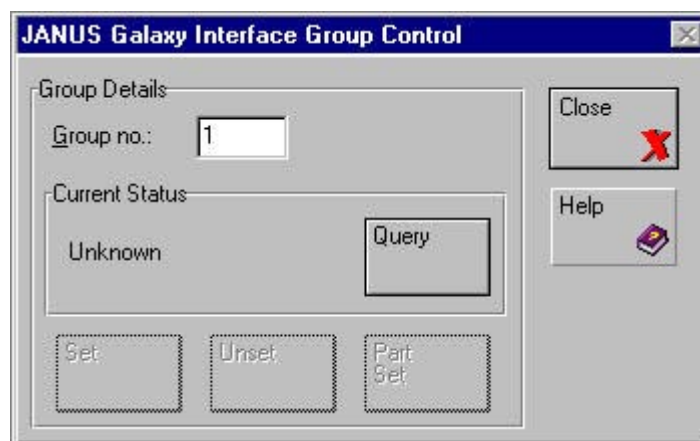 JANUS Galaxy Interface Group Control
Group Details
Group no.: 1
Close
Current Status
Unknown
Query
Help
Set
Unset
Part
Set